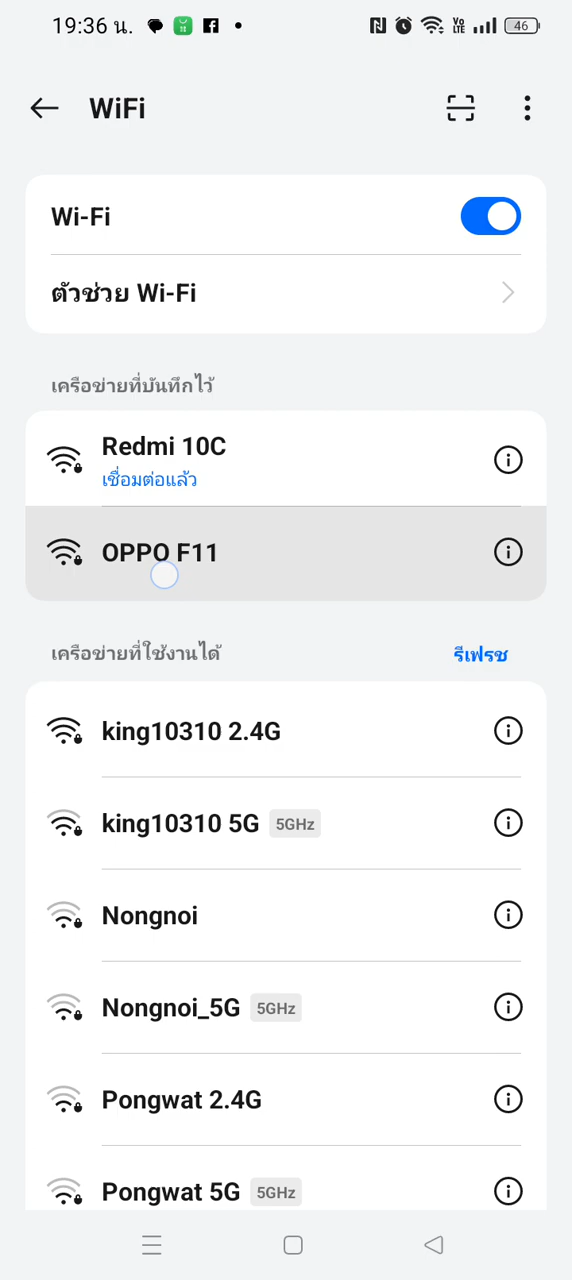 19:36 น.
Vo LTE
46
WiFi
Wi-Fi
ตัวช่วย Wi-Fi
เครือข่ายที่บันทึกไว้
Redmi 10C
เชื่อมต่อแล้ว
OPPO F11
เครือข่ายที่ใช้งานได้
รีเฟรช
king10310 2.4G
king10310 5G 5GHz
Nongnoi
Nongnoi_5G 5GHz
Pongwat 2.4G
Pongwat 5G 5GHz